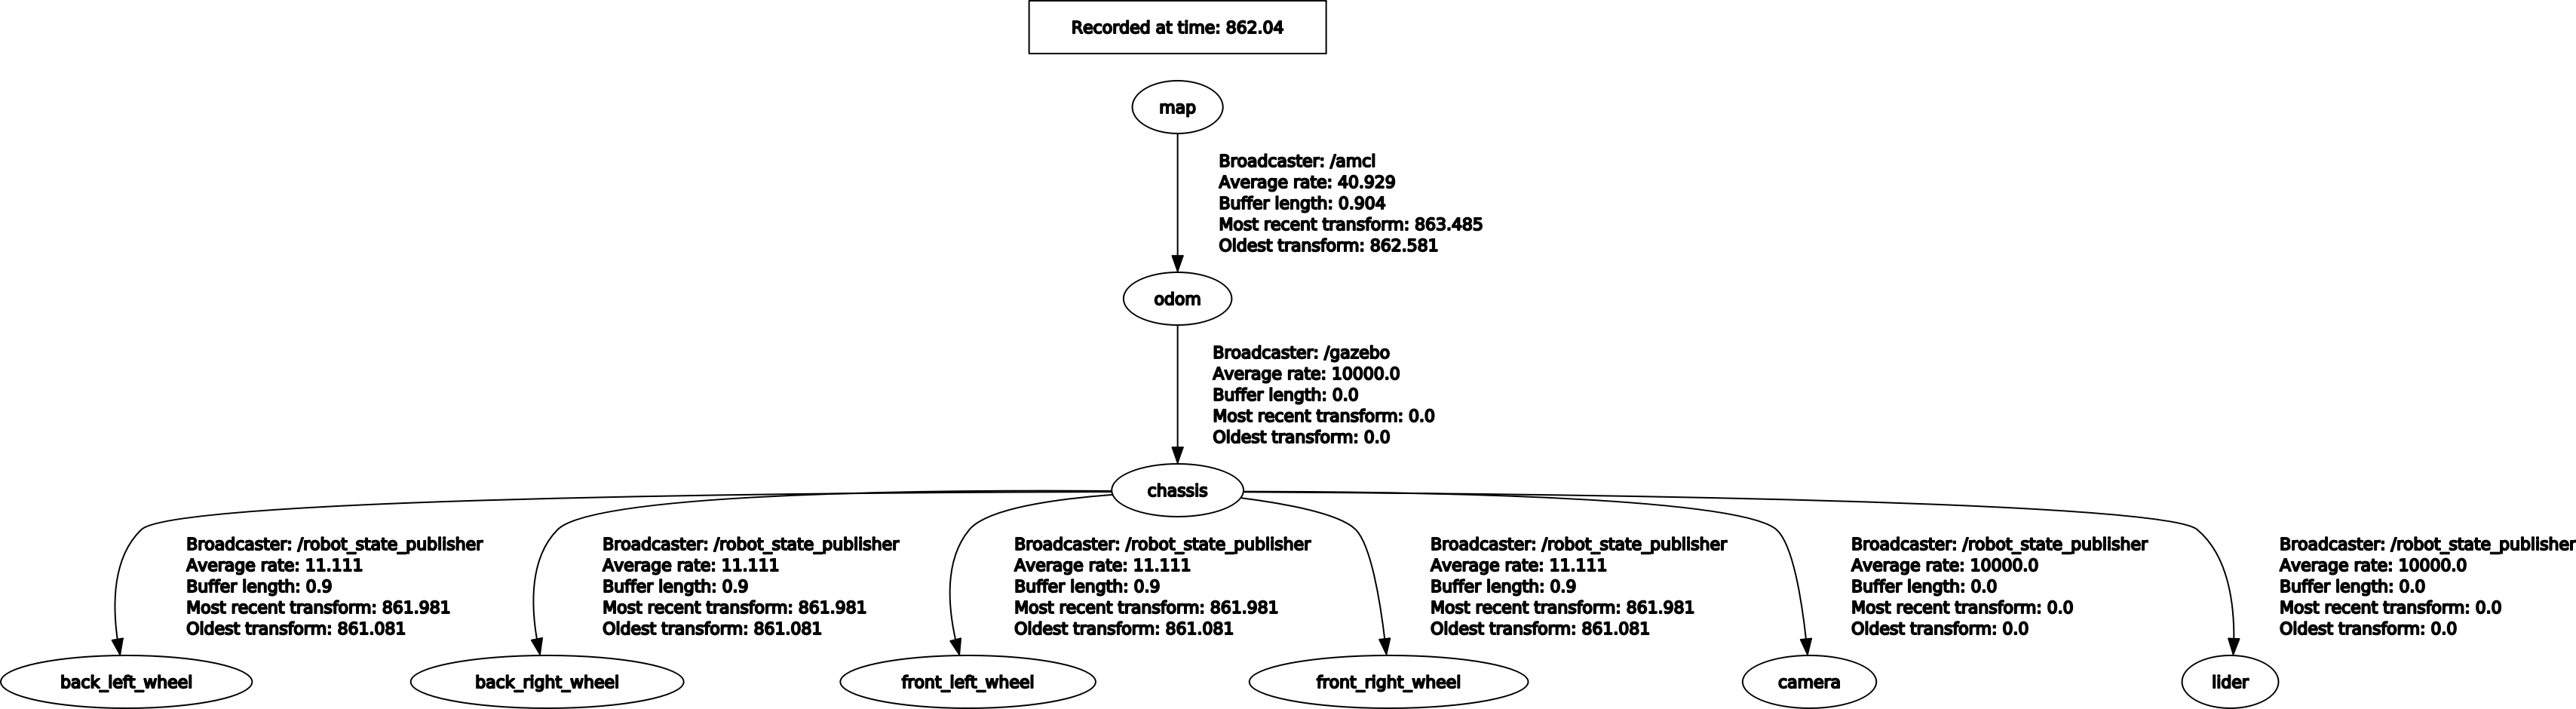 Recorded at time: 862.04
map
Broadcaster: /amcl
Average rate: 40.929
Buffer length: 0.904
Most recent transform: 863.485
Oldest transform: 862.581
odom
Broadcaster: /gazebo
Average rate: 10000.0
Buffer length: 0.0
Most recent transform: 0.0
Oldest transform: 0.0
chassis
Broadcaster: /robot_state_publisher
Average rate: 11.111
Buffer length: 0.9
Most recent transform: 861.981
Oldest transform: 861.081
Broadcaster: /robot_state_publisher
Average rate: 11.111
Buffer length: 0.9
Most recent transform: 861.981
Oldest transform: 861.081
Broadcaster: /robot_state_publisher
Average rate: 11.111
Buffer length: 0.9
Most recent transform: 861.981
Oldest transform: 861.081
Broadcaster: /robot_state_publisher
Average rate: 11.111
Buffer length: 0.9
Most recent transform: 861.981
Oldest transform: 861.081
Broadcaster: /robot_state_publisher
Average rate: 10000.0
Buffer length: 0.0
Most recent transform: 0.0
Oldest transform: 0.0
Broadcaster: /robot_state_publisher
Average rate: 10000.0
Buffer length: 0.0
Most recent transform: 0.0
Oldest transform: 0.0
back_left_wheel
back_right_wheel
front_left_wheel
front_right_wheel
camera
lider